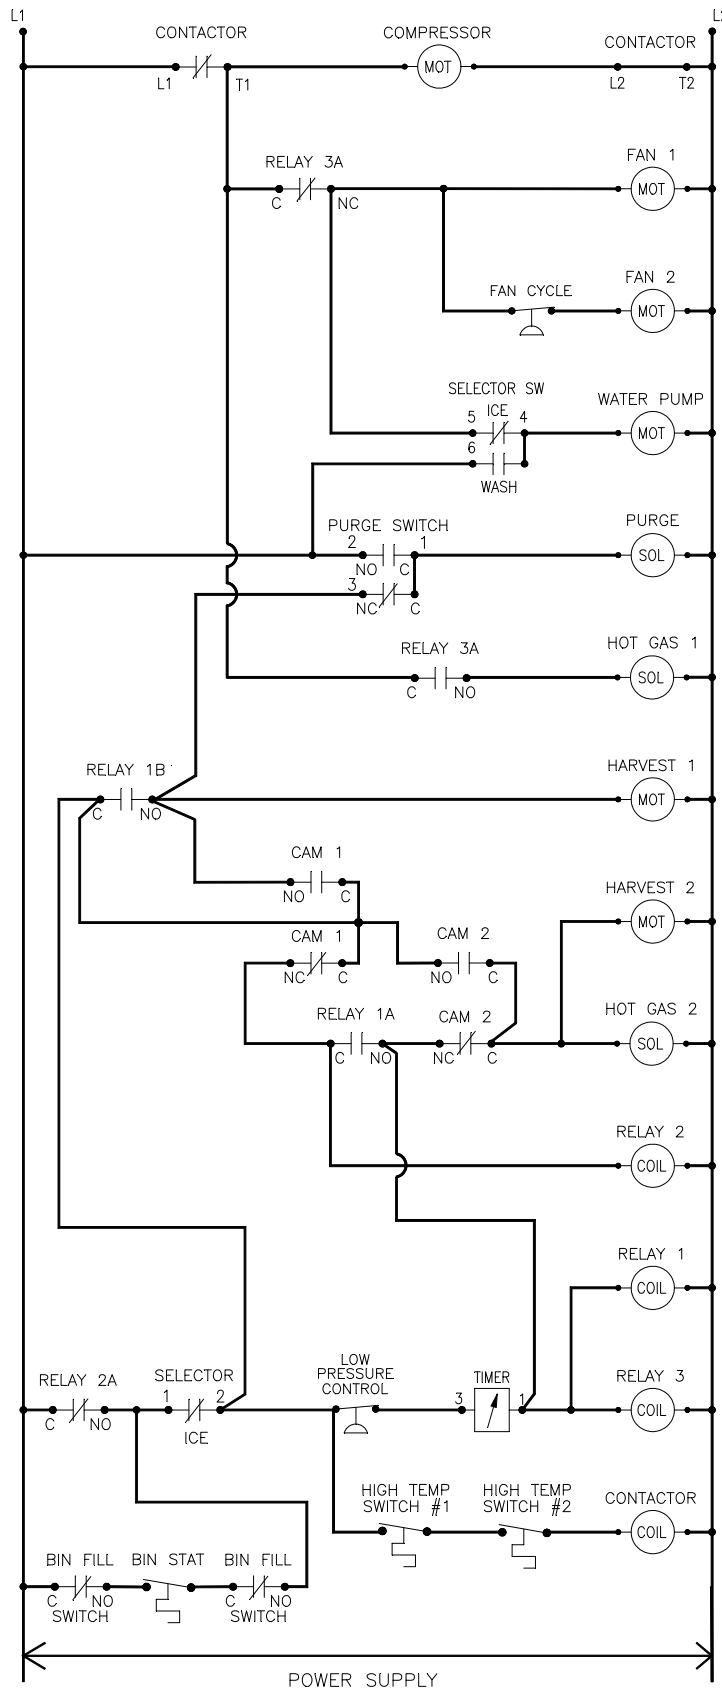 L1
CONTACTOR
COMPRESSOR
CONTACTOR
MOT
L1
T1
L2
T2
RELAY 3A
FAN 1
C
NC
MOT
FAN 2
FAN CYCLE
MOT
SELECTOR SW
5 ICE 4
WATER PUMP
MOT
6
WASH
PURGE SWITCH
PURGE
2
1
NO
C
SOL
3
NC
C
RELAY 3A
HOT GAS 1
C
NO
SOL
RELAY 1B
HARVEST 1
C
NO
MOT
CAM 1
NO
C
HARVEST 2
MOT
CAM 1
CAM 2
NC
C
NO
C
RELAY 1A
CAM 2
HOT GAS 2
C
NO
NC
C
SOL
RELAY 2
COIL
RELAY 1
COIL
LOW
PRESSURE
CONTROL
RELAY 2A
SELECTOR
TIMER
RELAY 3
1
2
3
1
C
NO
ICE
COIL
HIGH TEMP
SWITCH #1
HIGH TEMP
SWITCH #2
CONTACTOR
COIL
BIN FILL
BIN STAT
BIN FILL
C
NO
C
NO
SWITCH
SWITCH
POWER SUPPLY